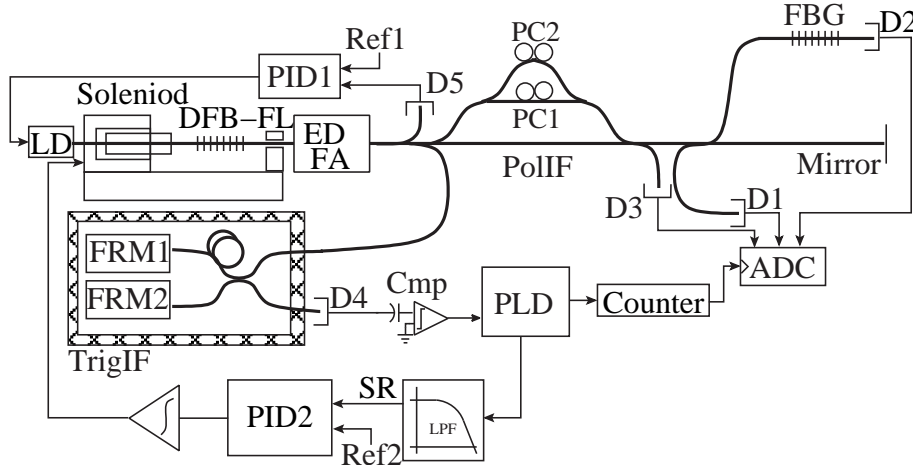 PC2
FBG
D2
Ref1
PID1
D5
Soleniod
DFB-FL
PC1
LD
ED
FA
PolIF
Mirror
D3
D1
FRM1
ADC
FRM2
D4
Cmp
PLD
Counter
TrigIF
SR
PID2
LPF
Ref2